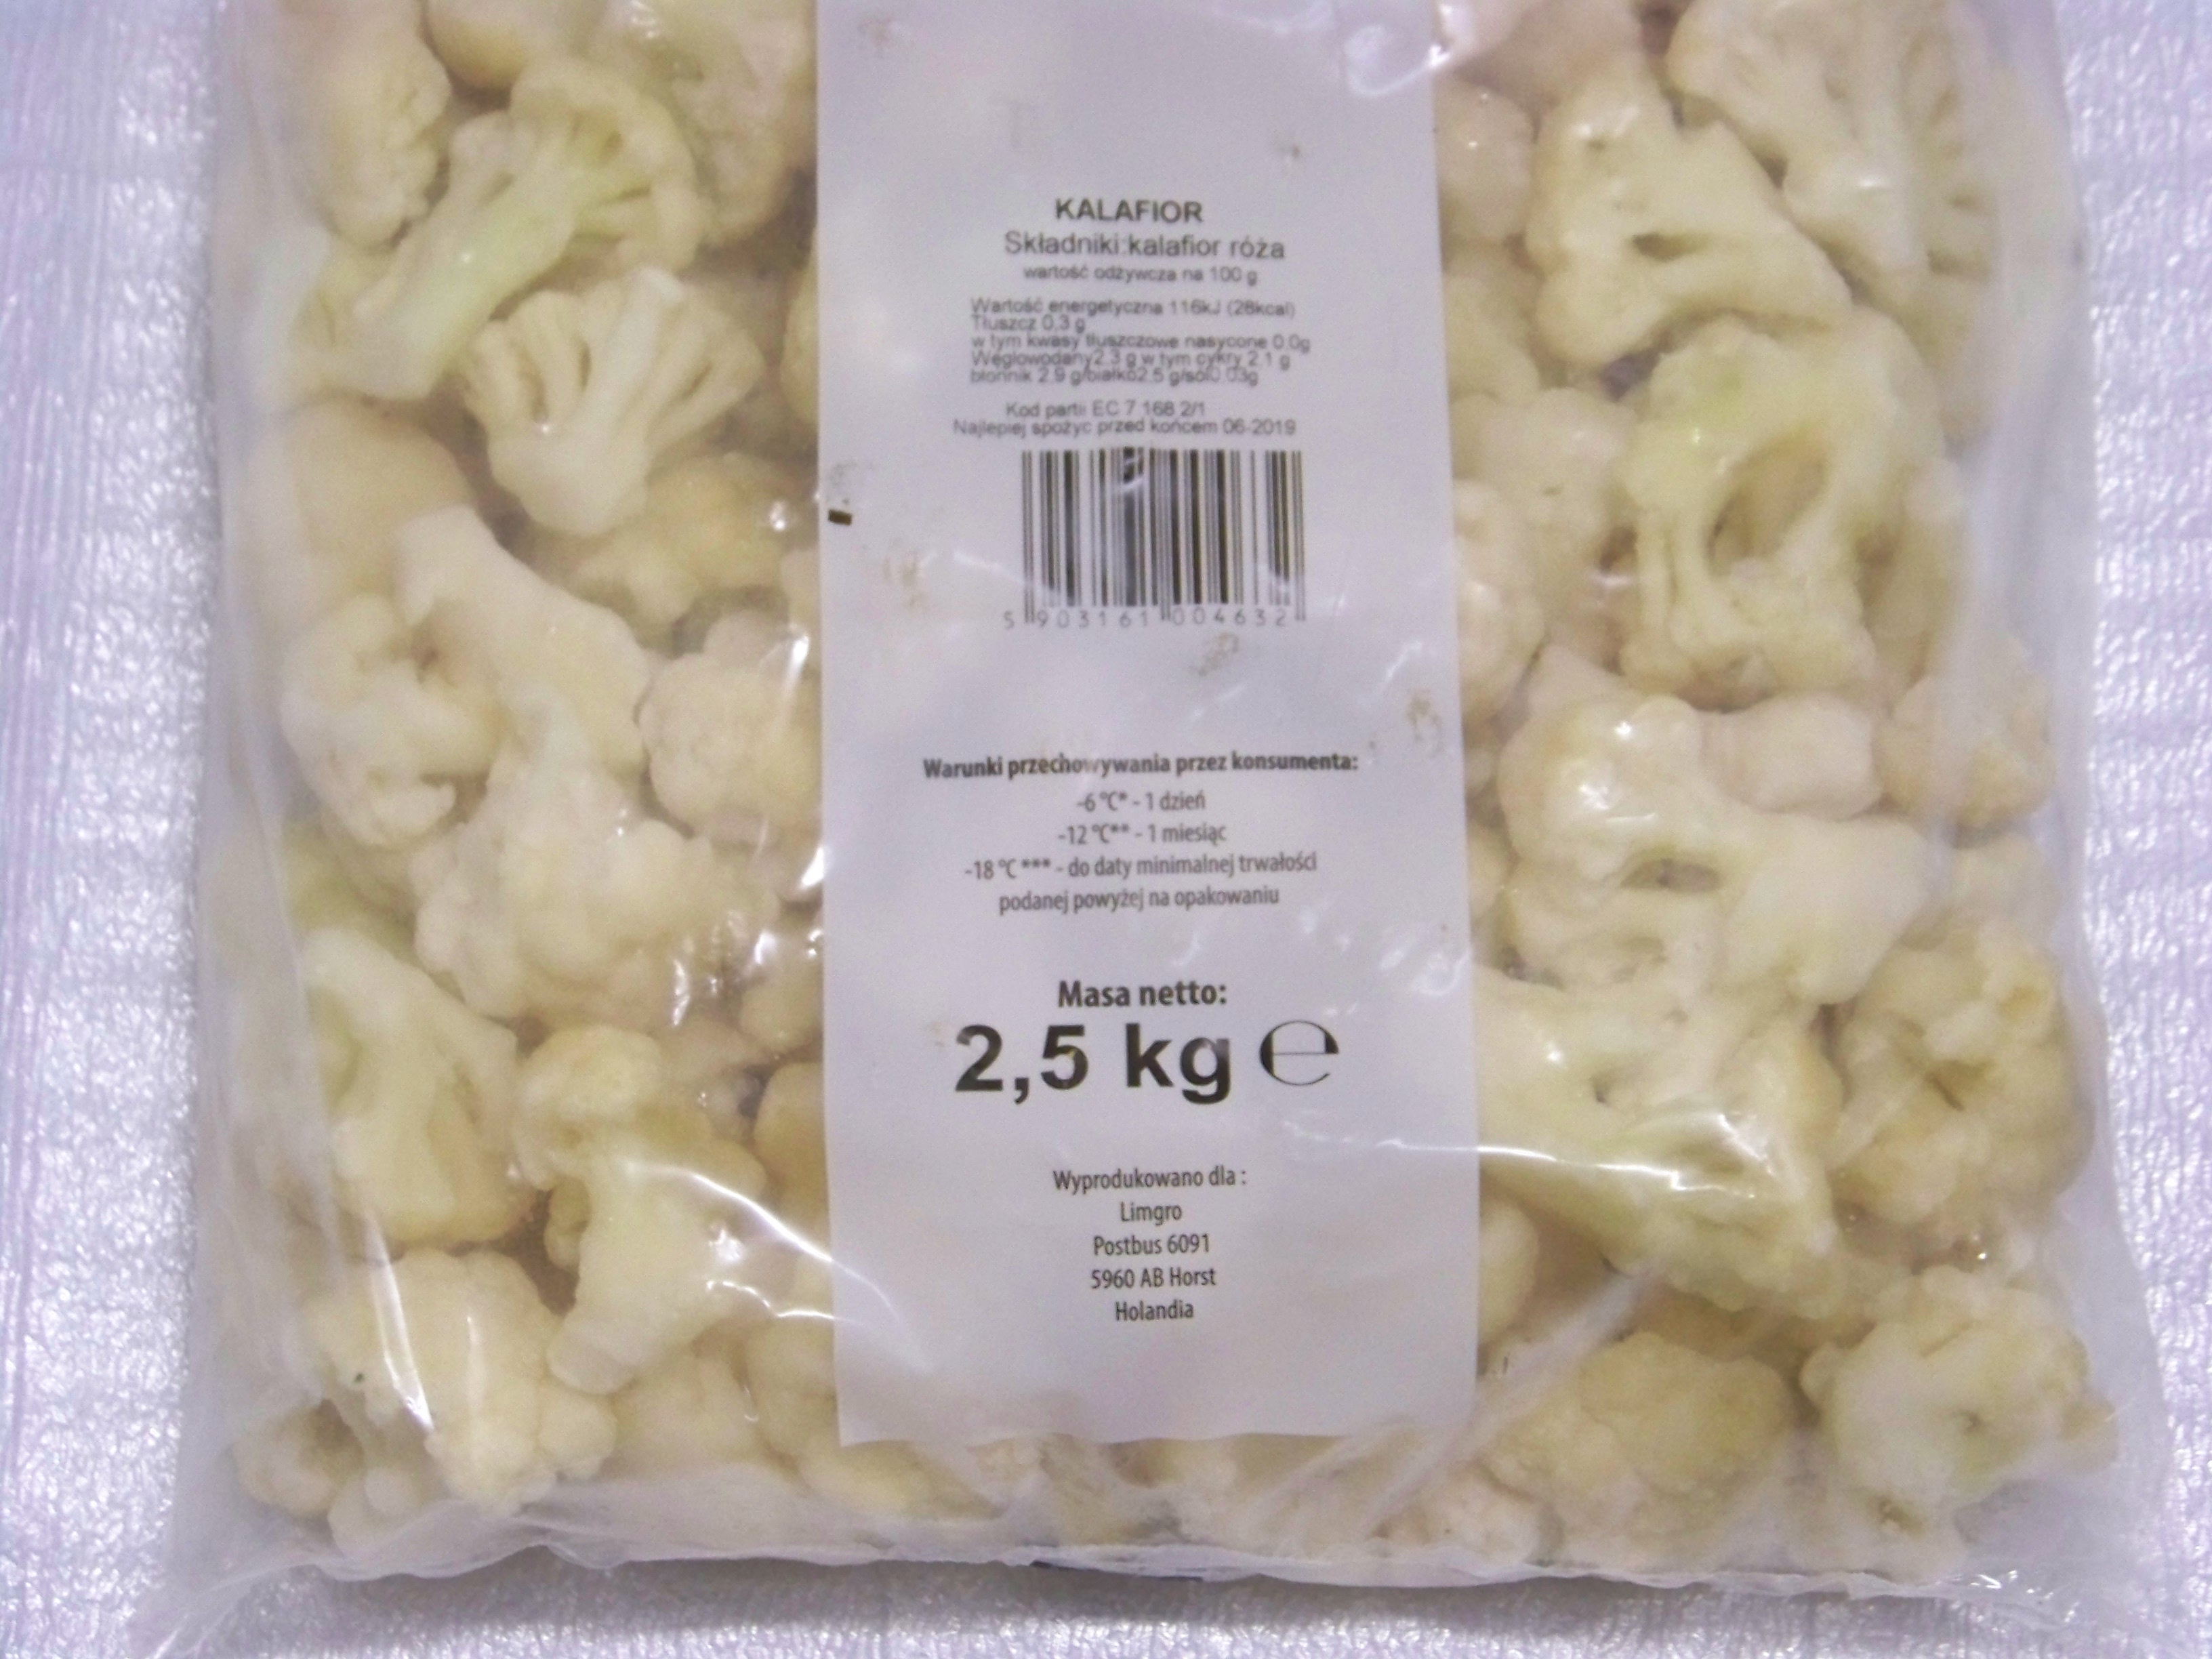 KALAFIOR
Składniki:kalafior róża
wartość odżywcza na 100 g
Wartość energetyczna 116kJ (28kcal)
Tłuszcz 0.3 g
w tym kwasy tłuszczowe nasycone 0.0g
Węglowodany2.3 g w tym cykry 2.1 g
błonnik 2.9 g/białko2.5 g/sól0.03g
Kod partii EC 7 168 2/1
Najlepiej spożyc przed końcem 06-2019
5 903161 004632
Warunki przechowywania przez konsumenta:
-6 °C* - 1 dzień
-12 °C** - 1 miesiąc
-18 °C *** - do daty minimalnej trwałości
podanej powyżej na opakowaniu
Masa netto:
2,5 kg ℮
Wyprodukowano dla :
Limgro
Postbus 6091
5960 AB Horst
Holandia